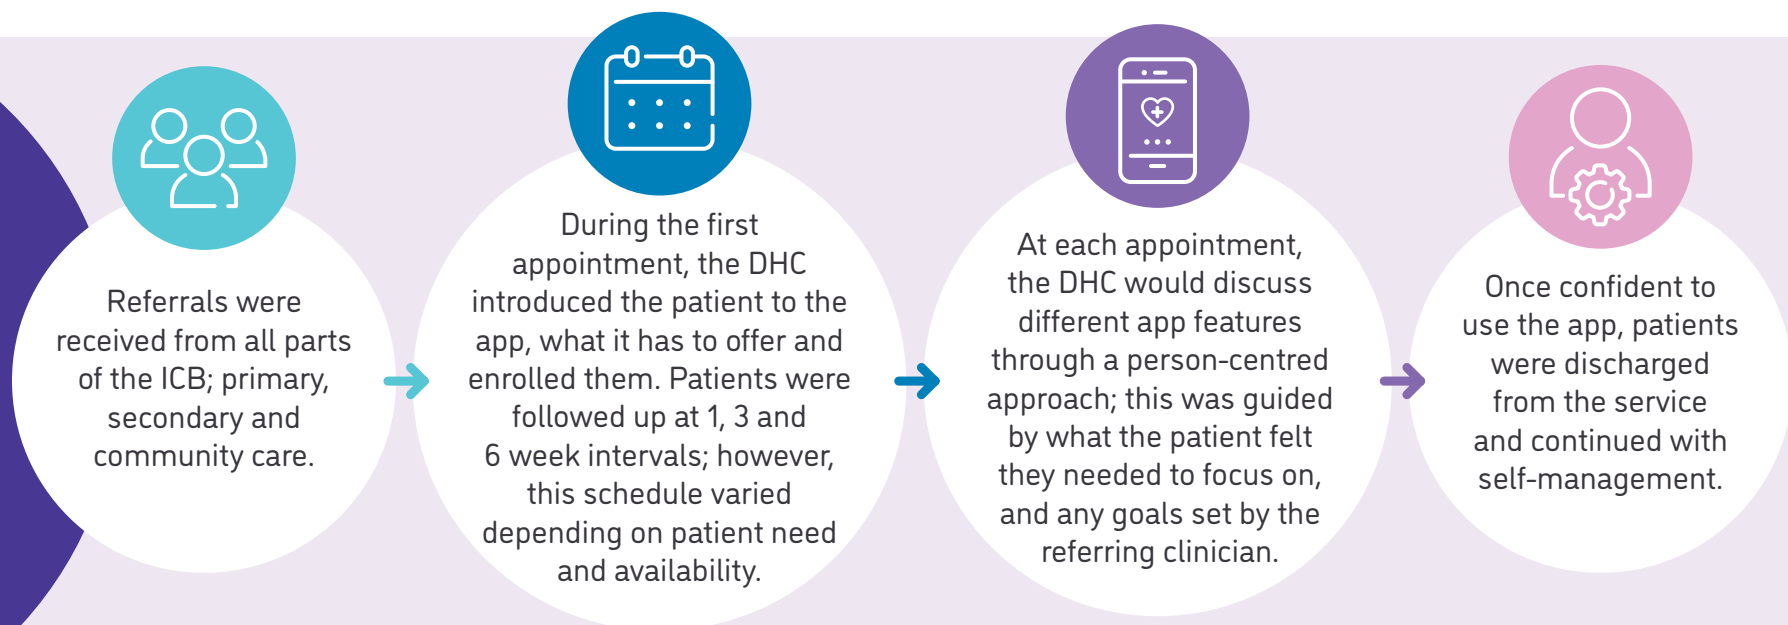 Referrals were
received from all parts
of the ICB; primary,
secondary and
community care.
During the first
appointment, the DHC
introduced the patient to the
app, what it has to offer and
enrolled them. Patients were
followed up at 1, 3 and
6 week intervals; however,
this schedule varied
depending on patient need
and availability.
At each appointment,
the DHC would discuss
different app features
through a person-centred
approach; this was guided
by what the patient felt
they needed to focus on,
and any goals set by the
referring clinician.
Once confident to
use the app, patients
were discharged
from the service
and continued with
self-management.